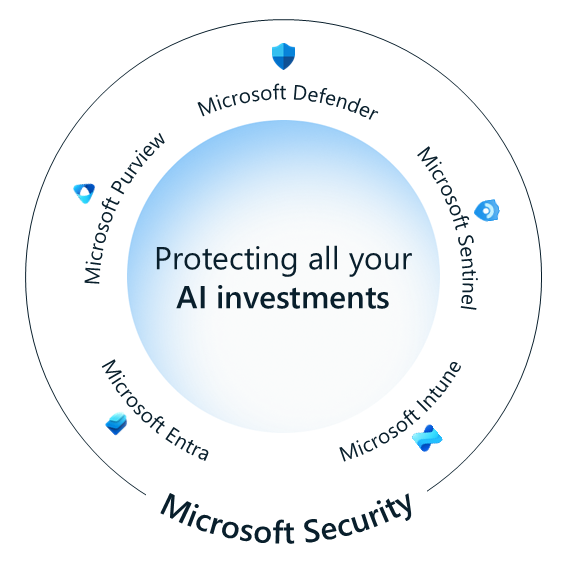 Microsoft Defender
Microsoft Purview
Microsoft Sentinel
Protecting all your
AI investments
Microsoft Entra
Microsoft Intune
Microsoft Security